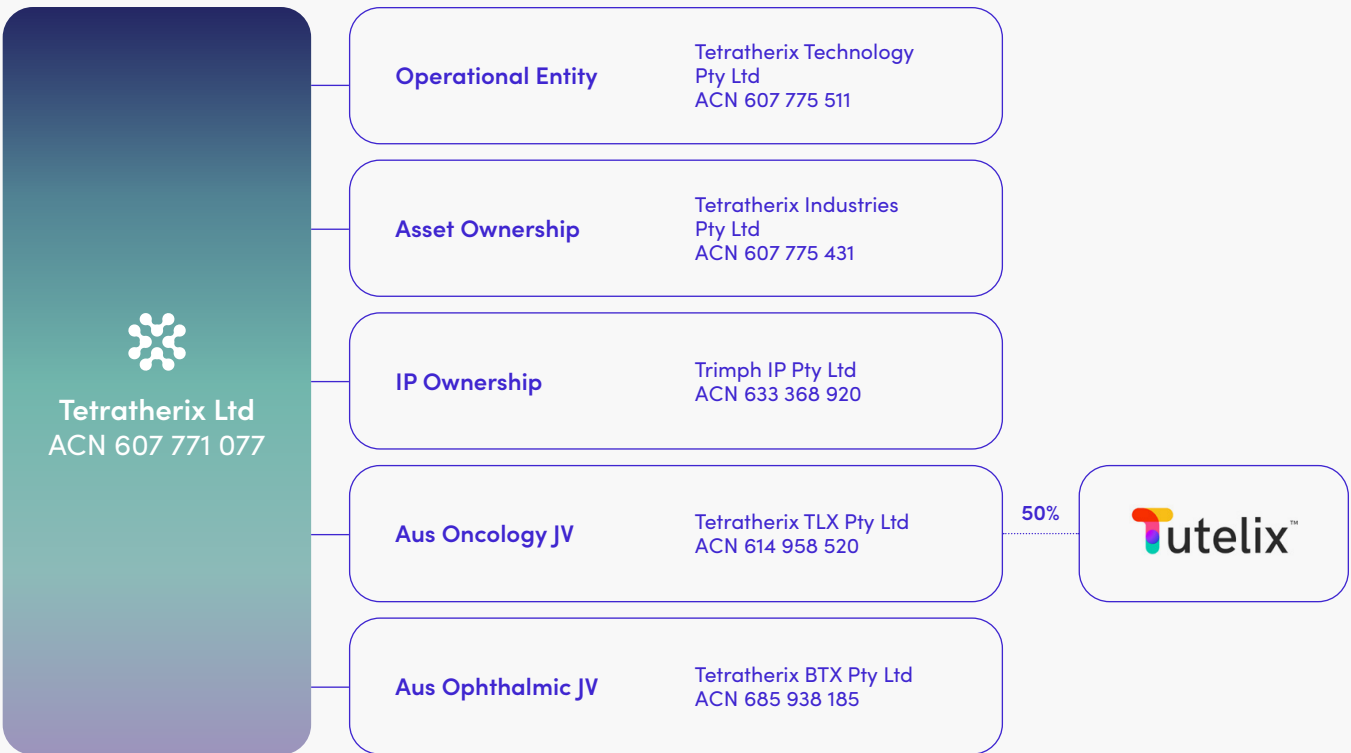 Tetratherix Ltd
ACN 607 771 077
Operational Entity
Tetratherix Technology
Pty Ltd
ACN 607 775 511
Asset Ownership
Tetratherix Industries
Pty Ltd
ACN 607 775 431
IP Ownership
Trimph IP Pty Ltd
ACN 633 368 920
Aus Oncology JV
Tetratherix TLX Pty Ltd
ACN 614 958 520
50%
Tutelix™
Aus Ophthalmic JV
Tetratherix BTX Pty Ltd
ACN 685 938 185